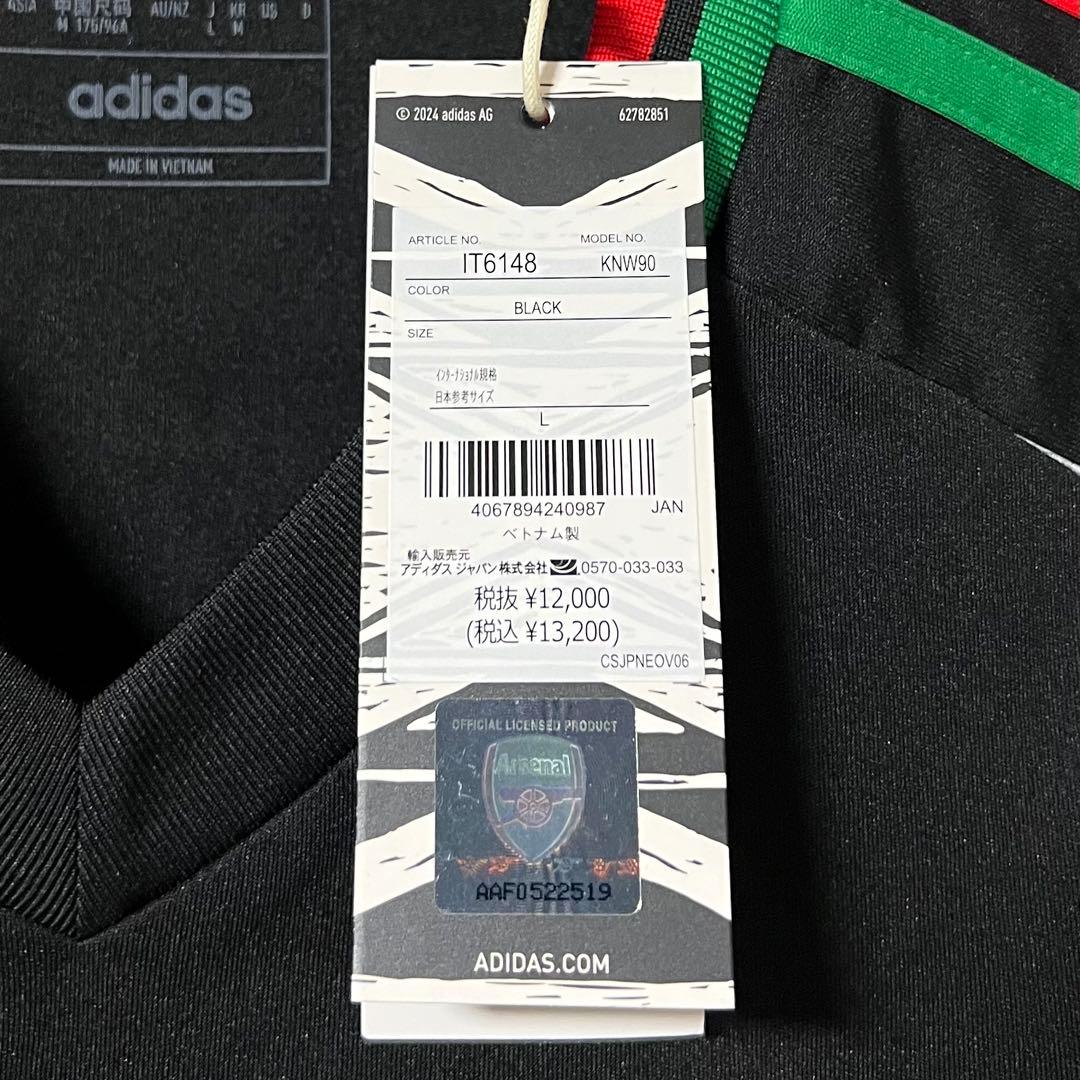 ASIA 中国尺码 AU/NZ J KR US D
M 175/96A L M
adidas
MADE IN VIETNAM
© 2024 adidas AG 62782851
ARTICLE NO. MODEL NO.
IT6148 KNW90
COLOR
BLACK
SIZE
インターナショナル規格
日本参考サイズ
L
4067894240987 JAN
ベトナム製
輸入販売元
アディダス ジャパン株式会社 0570-033-033
税抜 ¥12,000
(税込 ¥13,200)
CSJPNEOV06
OFFICIAL LICENSED PRODUCT
Arsenal
AAF0522519
ADIDAS.COM